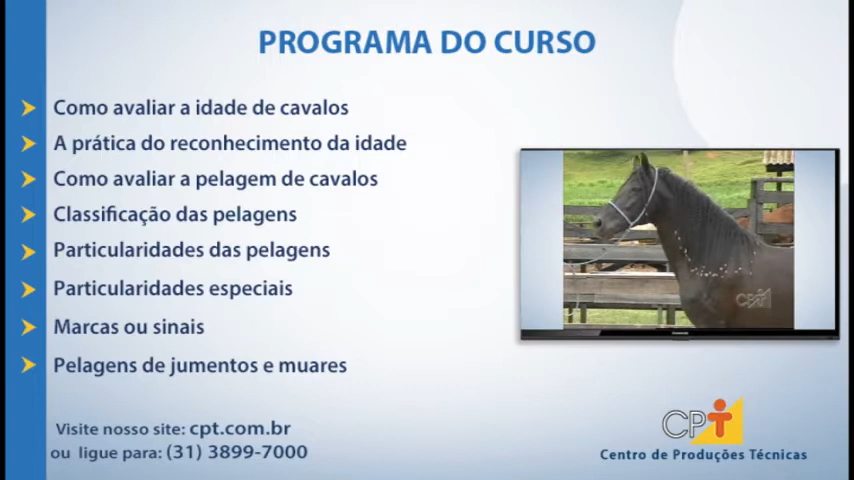 PROGRAMA DO CURSO
Como avaliar a idade de cavalos
A prática do reconhecimento da idade
Como avaliar a pelagem de cavalos
Classificação das pelagens
Particularidades das pelagens
Particularidades especiais
Marcas ou sinais
Pelagens de jumentos e muares
CPT
Visite nosso site: cpt.com.br
ou ligue para: (31) 3899-7000
CPT
Centro de Produções Técnicas